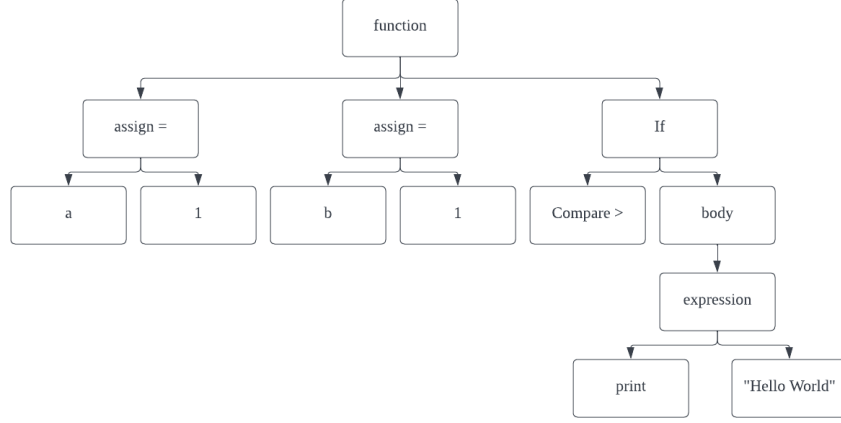 function
assign =
assign =
If
a
1
b
1
Compare >
body
expression
print
"Hello World"